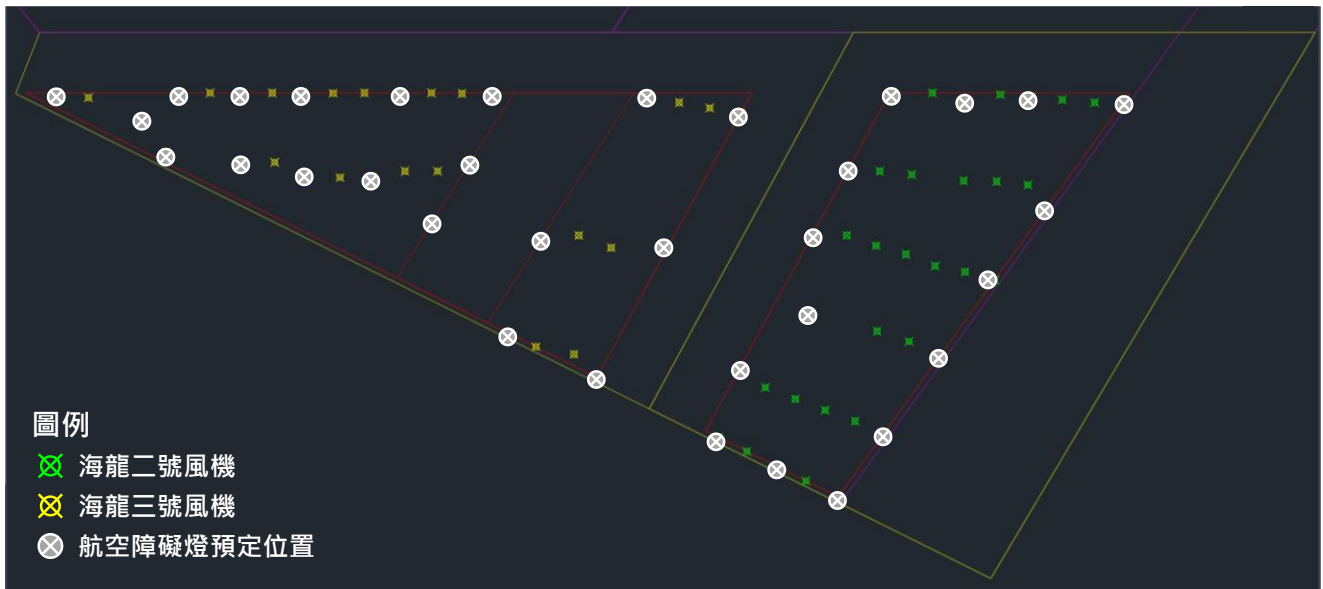 圖例
海龍二號風機
海龍三號風機
航空障礙燈預定位置